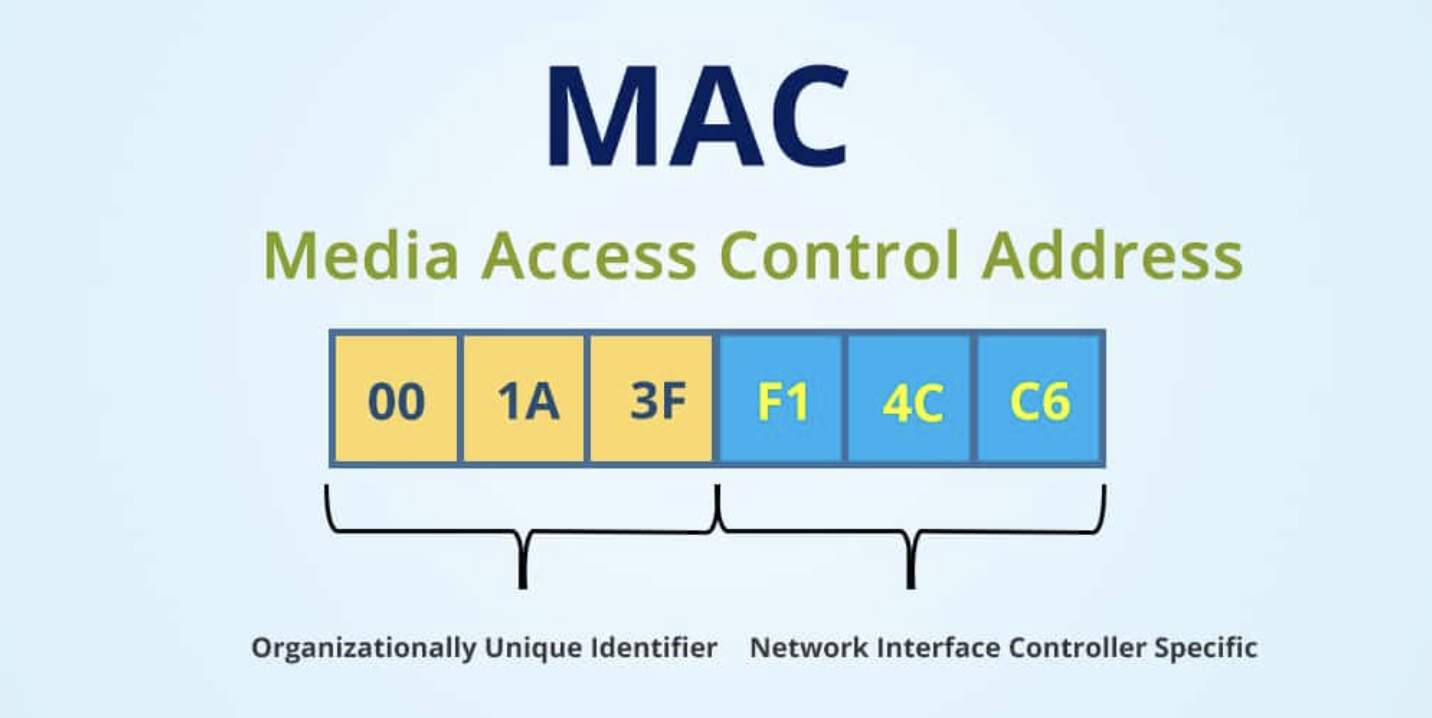 MAC
Media Access Control Address
00 1A 3F F1 4C C6
Organizationally Unique Identifier Network Interface Controller Specific